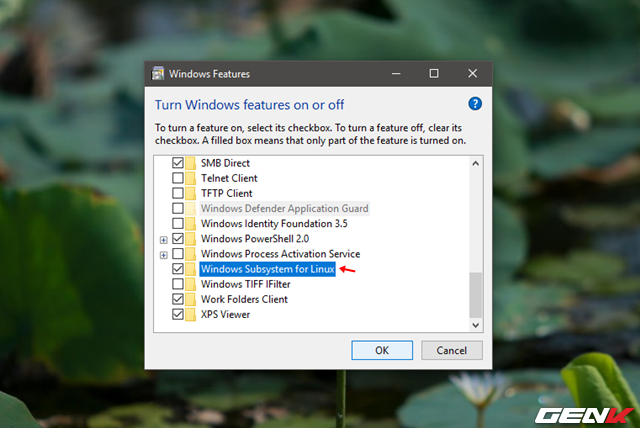 Windows Features
Turn Windows features on or off
To turn a feature on, select its checkbox. To turn a feature off, clear its
checkbox. A filled box means that only part of the feature is turned on.
SMB Direct
Telnet Client
TFTP Client
Windows Defender Application Guard
Windows Identity Foundation 3.5
Windows PowerShell 2.0
Windows Process Activation Service
Windows Subsystem for Linux
Windows TIFF IFilter
Work Folders Client
XPS Viewer
OK Cancel
GENK